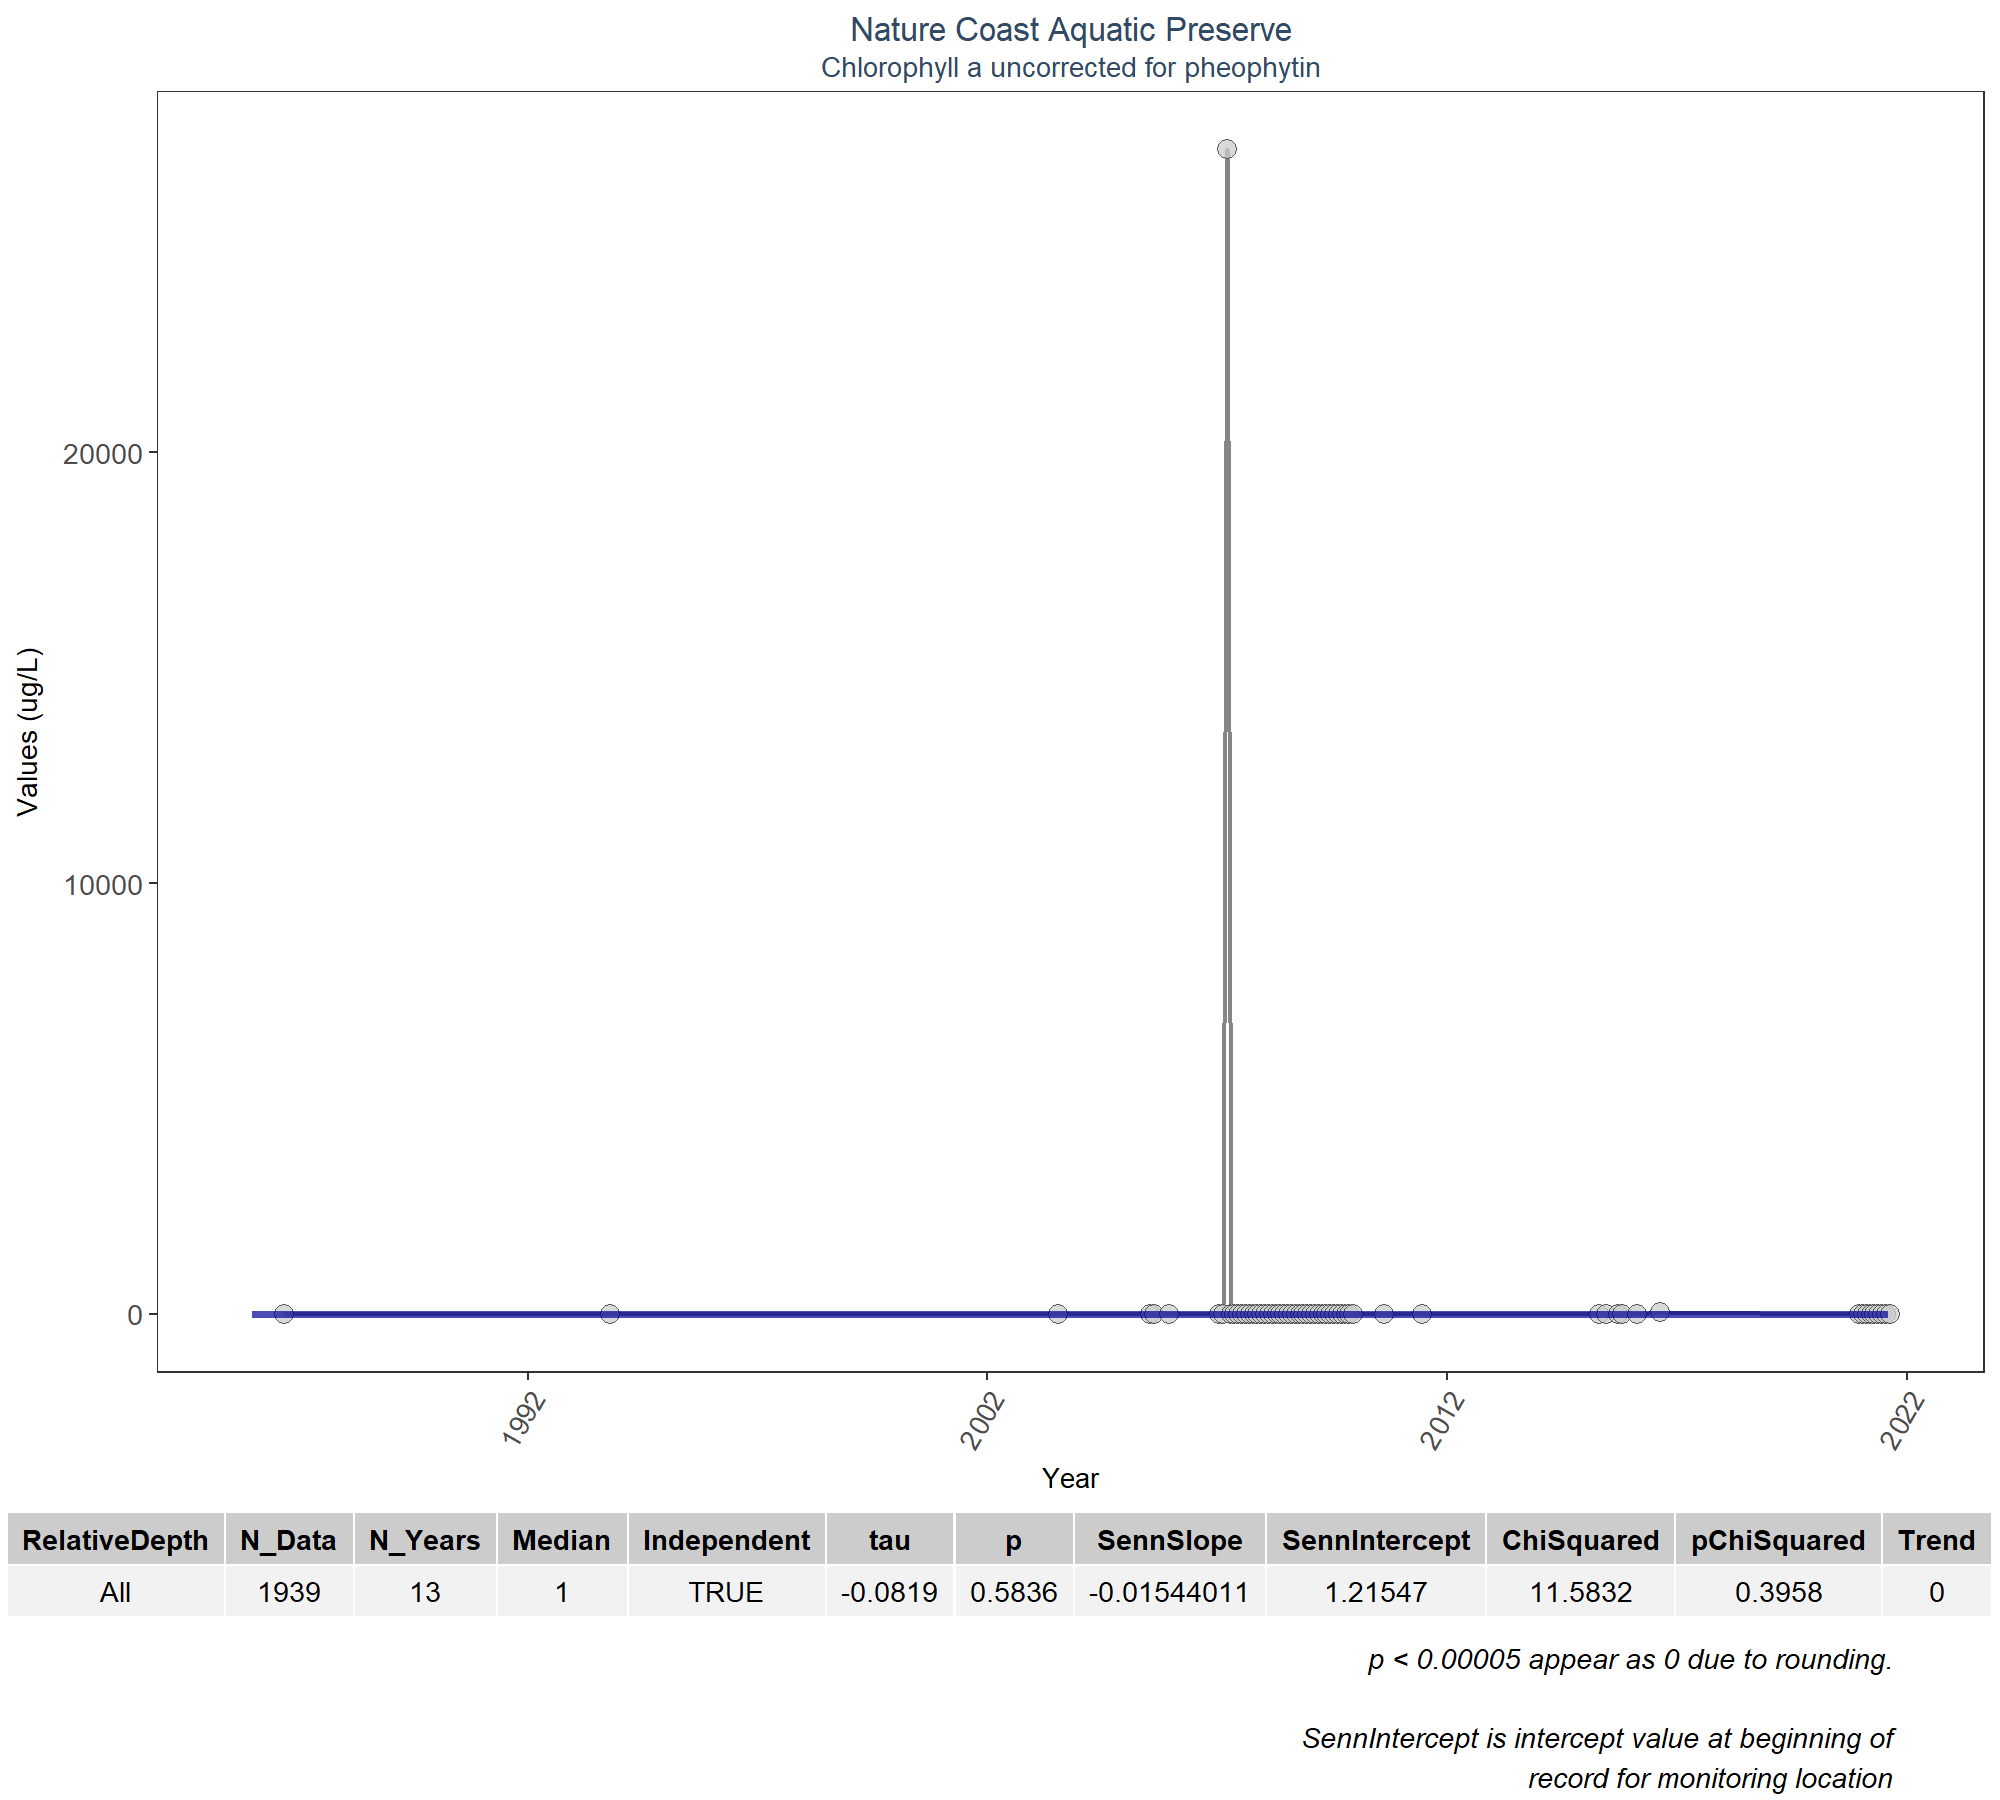 Nature Coast Aquatic Preserve
Chlorophyll a uncorrected for pheophytin
Values (ug/L)
20000
10000
0
1992
2002
2012
2022
Year
RelativeDepth N_Data N_Years Median Independent tau p SennSlope SennIntercept ChiSquared pChiSquared Trend
All 1939 13 1 TRUE -0.0819 0.5836 -0.01544011 1.21547 11.5832 0.3958 0
p < 0.00005 appear as 0 due to rounding.
SennIntercept is intercept value at beginning of
record for monitoring location